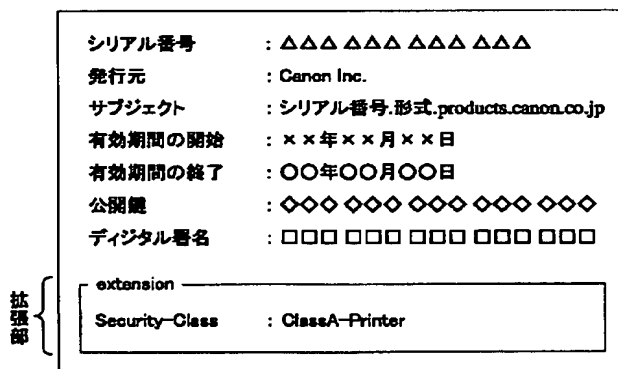 シリアル番号 : △△△ △△△ △△△ △△△
発行元 : Canon Inc.
サブジェクト : シリアル番号.形式.products.canon.co.jp
有効期間の開始 : ××年××月××日
有効期間の終了 : ○○年○○月○○日
公開鍵 : ◇◇◇ ◇◇◇ ◇◇◇ ◇◇◇ ◇◇◇
ディジタル署名 : □□□ □□□ □□□ □□□ □□□
拡張部
extension
Security-Class : ClassA-Printer